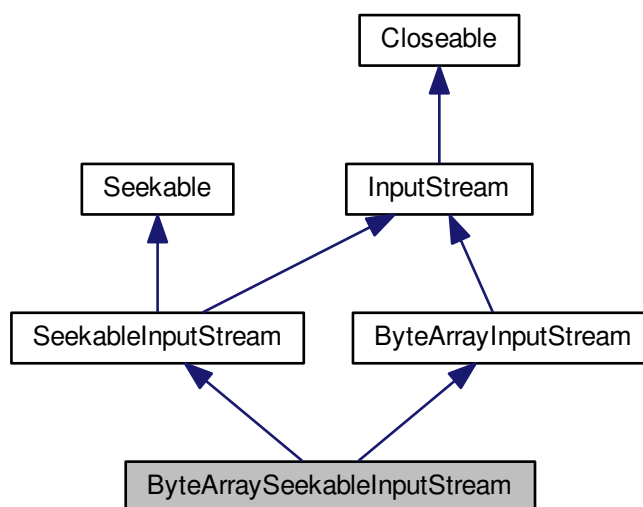 Closeable
Seekable
InputStream
SeekableInputStream
ByteArrayInputStream
ByteArraySeekableInputStream